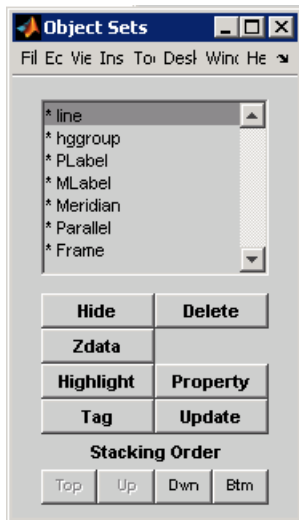 Object Sets
Fil Ec Vie Ins To Desk Winc He
* line
* hggroup
* PLabel
* MLabel
* Meridian
* Parallel
* Frame
Hide Delete
Zdata
Highlight Property
Tag Update
Stacking Order
Top Up Dwn Btm